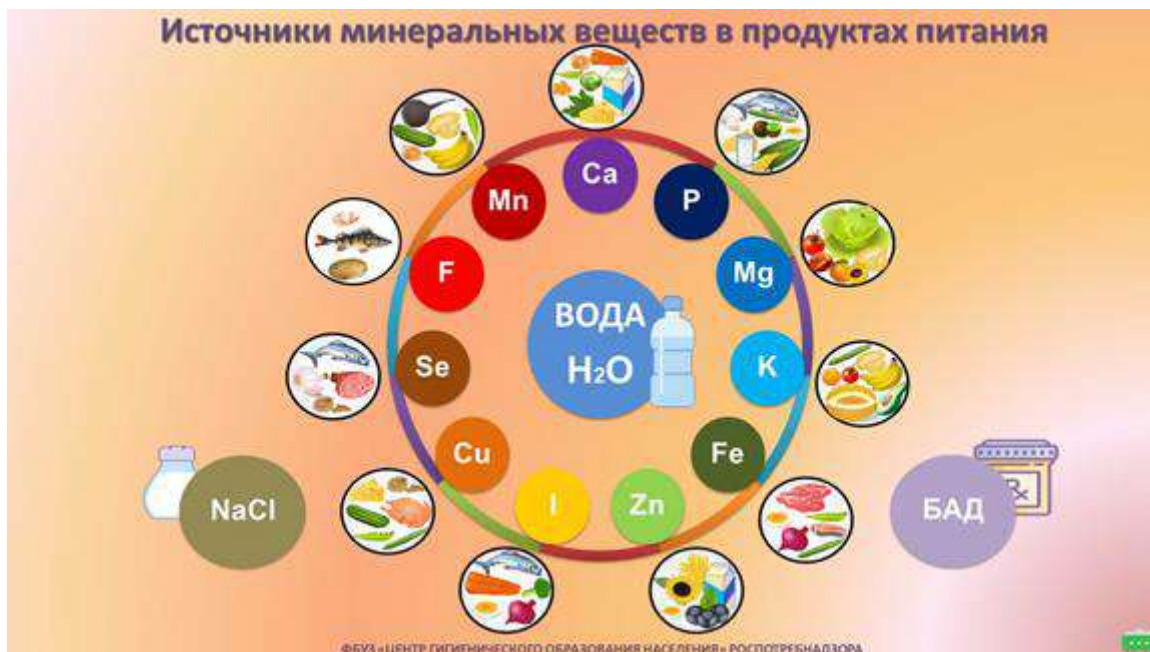 Источники минеральных веществ в продуктах питания
Ca
Mn
P
F
Mg
ВОДА
H₂O
Se
K
Cu
Fe
I
Zn
NaCl
БАД
Rx
ФБУЗ «ЦЕНТР ГИГИЕНИЧЕСКОГО ОБРАЗОВАНИЯ НАСЕЛЕНИЯ» РОСПОТРЕБНАДЗОРА